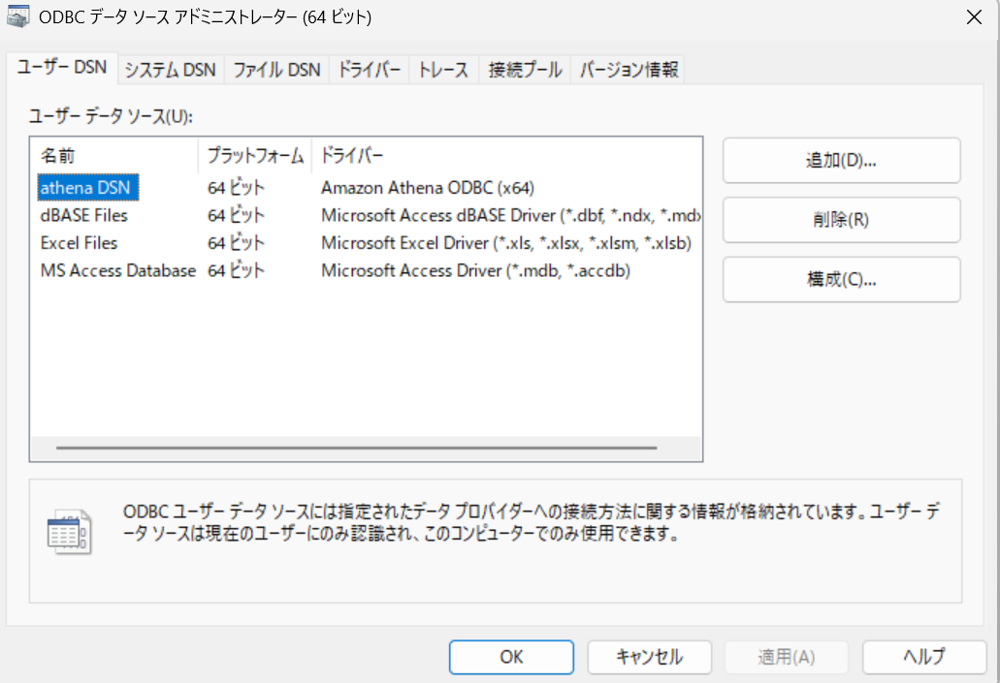 ODBC データ ソース アドミニストレーター (64 ビット)
ユーザー DSN システム DSN ファイル DSN ドライバー トレース 接続プール バージョン情報
ユーザー データ ソース(U):
名前 プラットフォーム ドライバー
athena DSN 64 ビット Amazon Athena ODBC (x64)
dBASE Files 64 ビット Microsoft Access dBASE Driver (*.dbf, *.ndx, *.mdx
Excel Files 64 ビット Microsoft Excel Driver (*.xls, *.xlsx, *.xlsm, *.xlsb)
MS Access Database 64 ビット Microsoft Access Driver (*.mdb, *.accdb)
追加(D)...
削除(R)
構成(C)...
ODBC ユーザー データ ソースには指定されたデータ プロバイダーへの接続方法に関する情報が格納されています。ユーザー デ
ータ ソースは現在のユーザーにのみ認識され、このコンピューターでのみ使用できます。
OK キャンセル 適用(A) ヘルプ